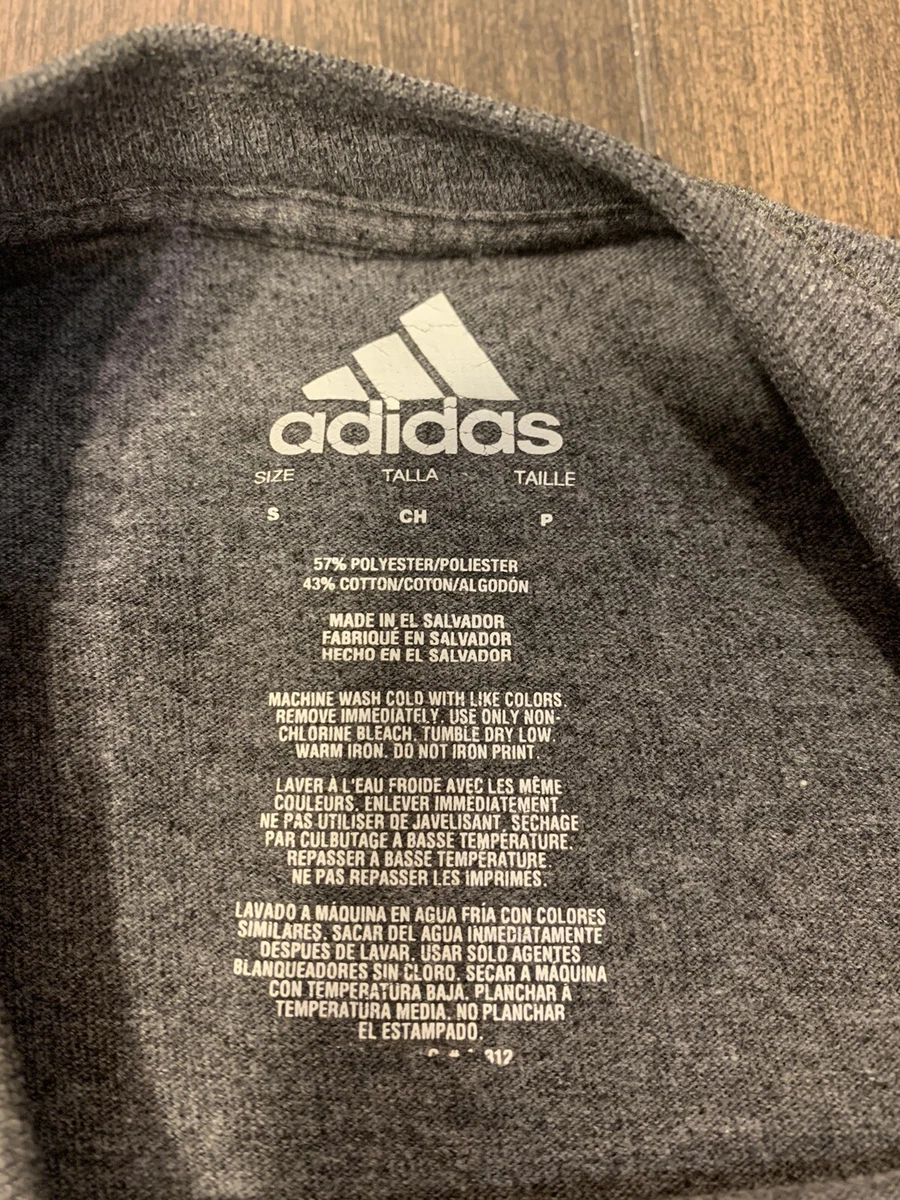 adidas
SIZE TALLA TAILLE
S CH P
57% POLYESTER/POLIESTER
43% COTTON/COTON/ALGODÓN
MADE IN EL SALVADOR
FABRIQUÉ EN SALVADOR
HECHO EN EL SALVADOR
MACHINE WASH COLD WITH LIKE COLORS.
REMOVE IMMEDIATELY. USE ONLY NON-
CHLORINE BLEACH. TUMBLE DRY LOW.
WARM IRON. DO NOT IRON PRINT.
LAVER À L'EAU FROIDE AVEC LES MÊME
COULEURS. ENLEVER IMMEDIATEMENT.
NE PAS UTILISER DE JAVELISANT. SECHAGE
PAR CULBUTAGE A BASSE TEMPÉRATURE.
REPASSER A BASSE TEMPÉRATURE.
NE PAS REPASSER LES IMPRIMES.
LAVADO A MÁQUINA EN AGUA FRÍA CON COLORES
SIMILARES. SACAR DEL AGUA INMEDIATAMENTE
DESPUES DE LAVAR. USAR SOLO AGENTES
BLANQUEADORES SIN CLORO. SECAR A MÁQUINA
CON TEMPERATURA BAJA. PLANCHAR A
TEMPERATURA MEDIA. NO PLANCHAR
EL ESTAMPADO.